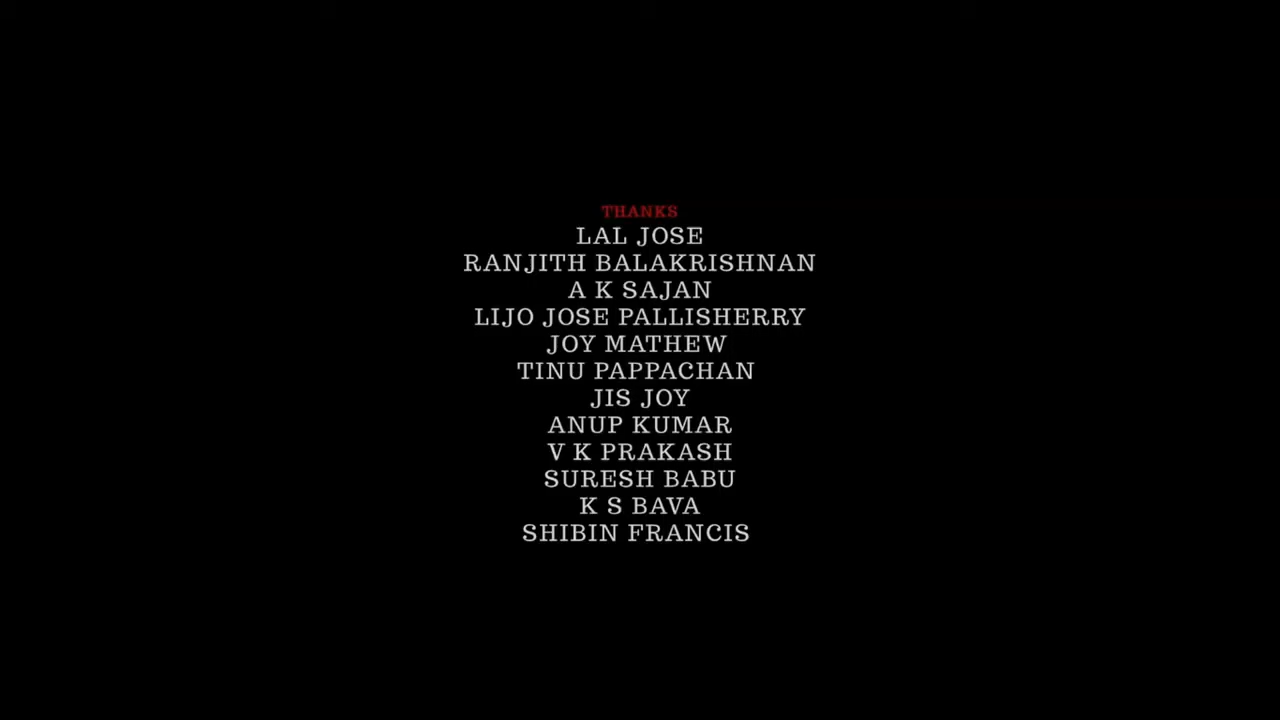 THANKS
LAL JOSE
RANJITH BALAKRISHNAN
A K SAJAN
LIJO JOSE PALLISHERRY
JOY MATHEW
TINU PAPPACHAN
JIS JOY
ANUP KUMAR
V K PRAKASH
SURESH BABU
K S BAVA
SHIBIN FRANCIS